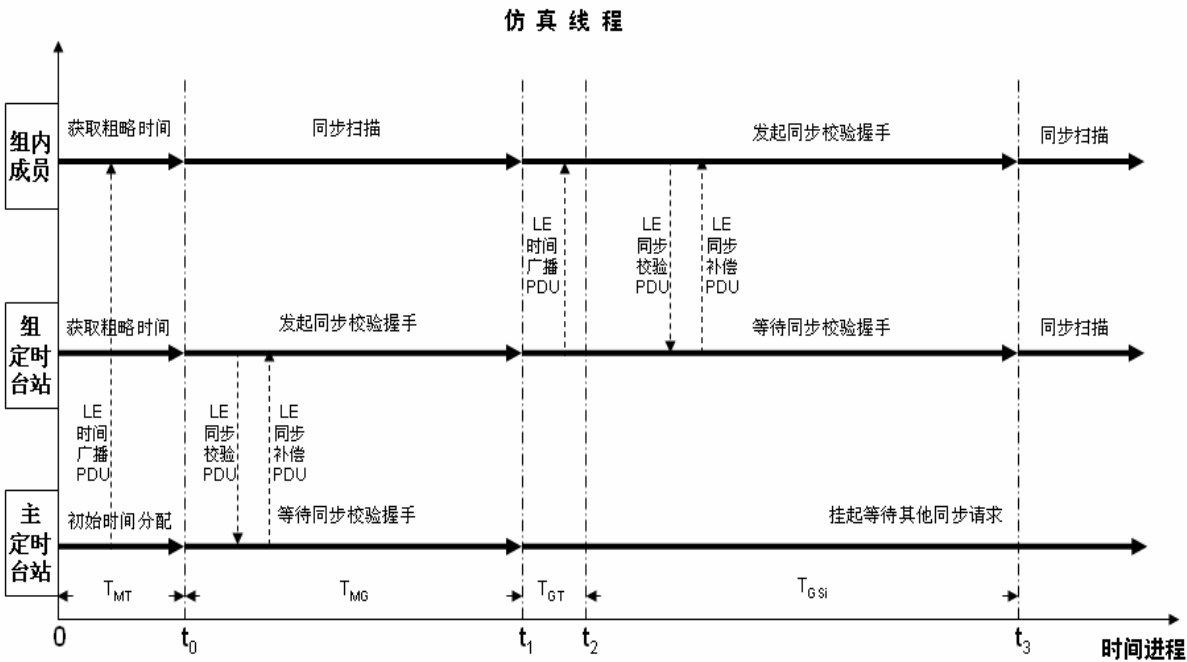 仿真线程
获取粗略时间
同步扫描
发起同步校验握手
同步扫描
组内
成员
LE
时间
广播
PDU
LE
同步
校验
PDU
LE
同步
补偿
PDU
获取粗略时间
发起同步校验握手
等待同步校验握手
同步扫描
组
定时
台站
LE
时间
广播
PDU
LE
同步
校验
PDU
LE
同步
补偿
PDU
主
定时
台站
初始时间分配
等待同步校验握手
挂起等待其他同步请求
TMT
TMG
TGT
TGSi
0
t0
t1
t2
t3
时间进程